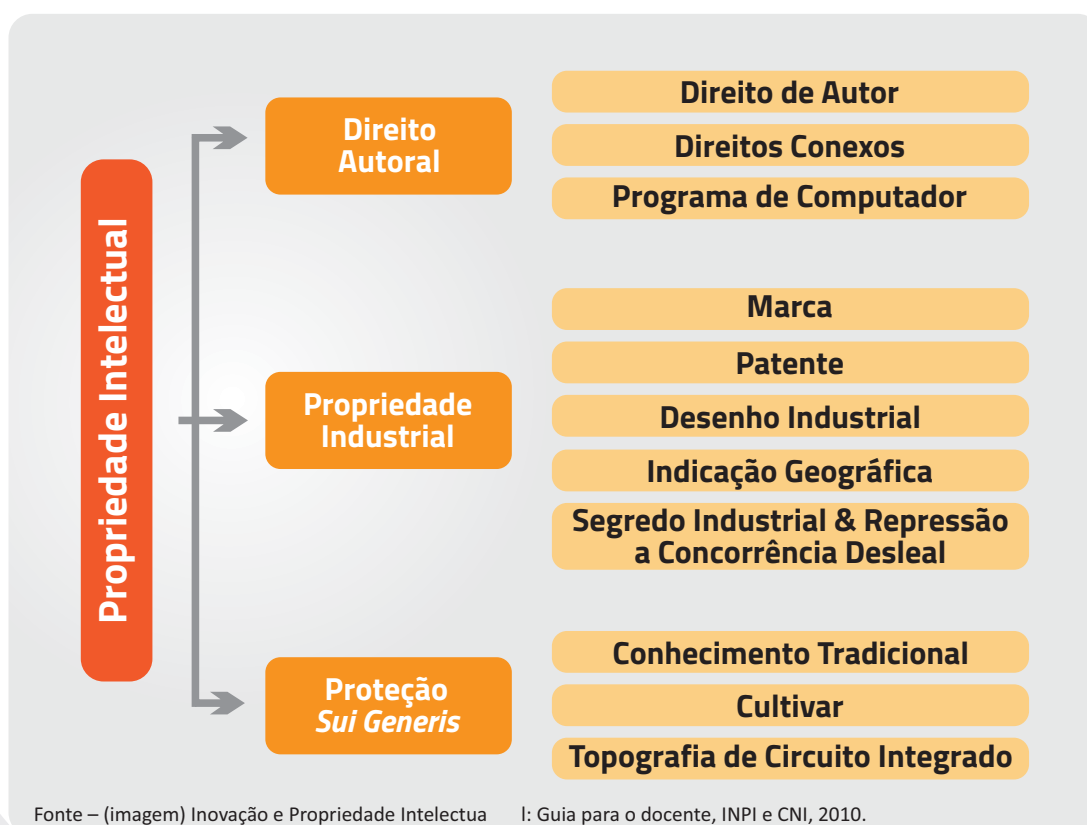 Propriedade Intelectual
Direito
Autoral
Direito de Autor
Direitos Conexos
Programa de Computador
Propriedade
Industrial
Marca
Patente
Desenho Industrial
Indicação Geográfica
Segredo Industrial & Repressão
a Concorrência Desleal
Proteção
Sui Generis
Conhecimento Tradicional
Cultivar
Topografia de Circuito Integrado
Fonte – (imagem) Inovação e Propriedade Intelectua l: Guia para o docente, INPI e CNI, 2010.